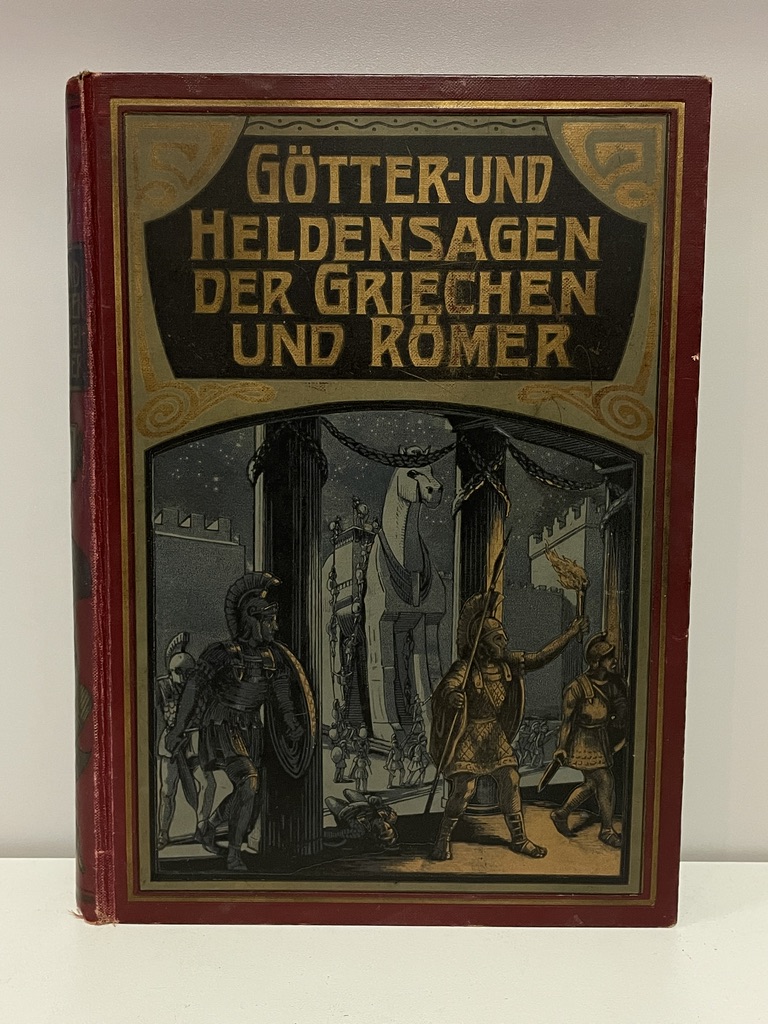 GÖTTER-UND
HELDENSAGEN
DER GRIECHEN
UND RÖMER